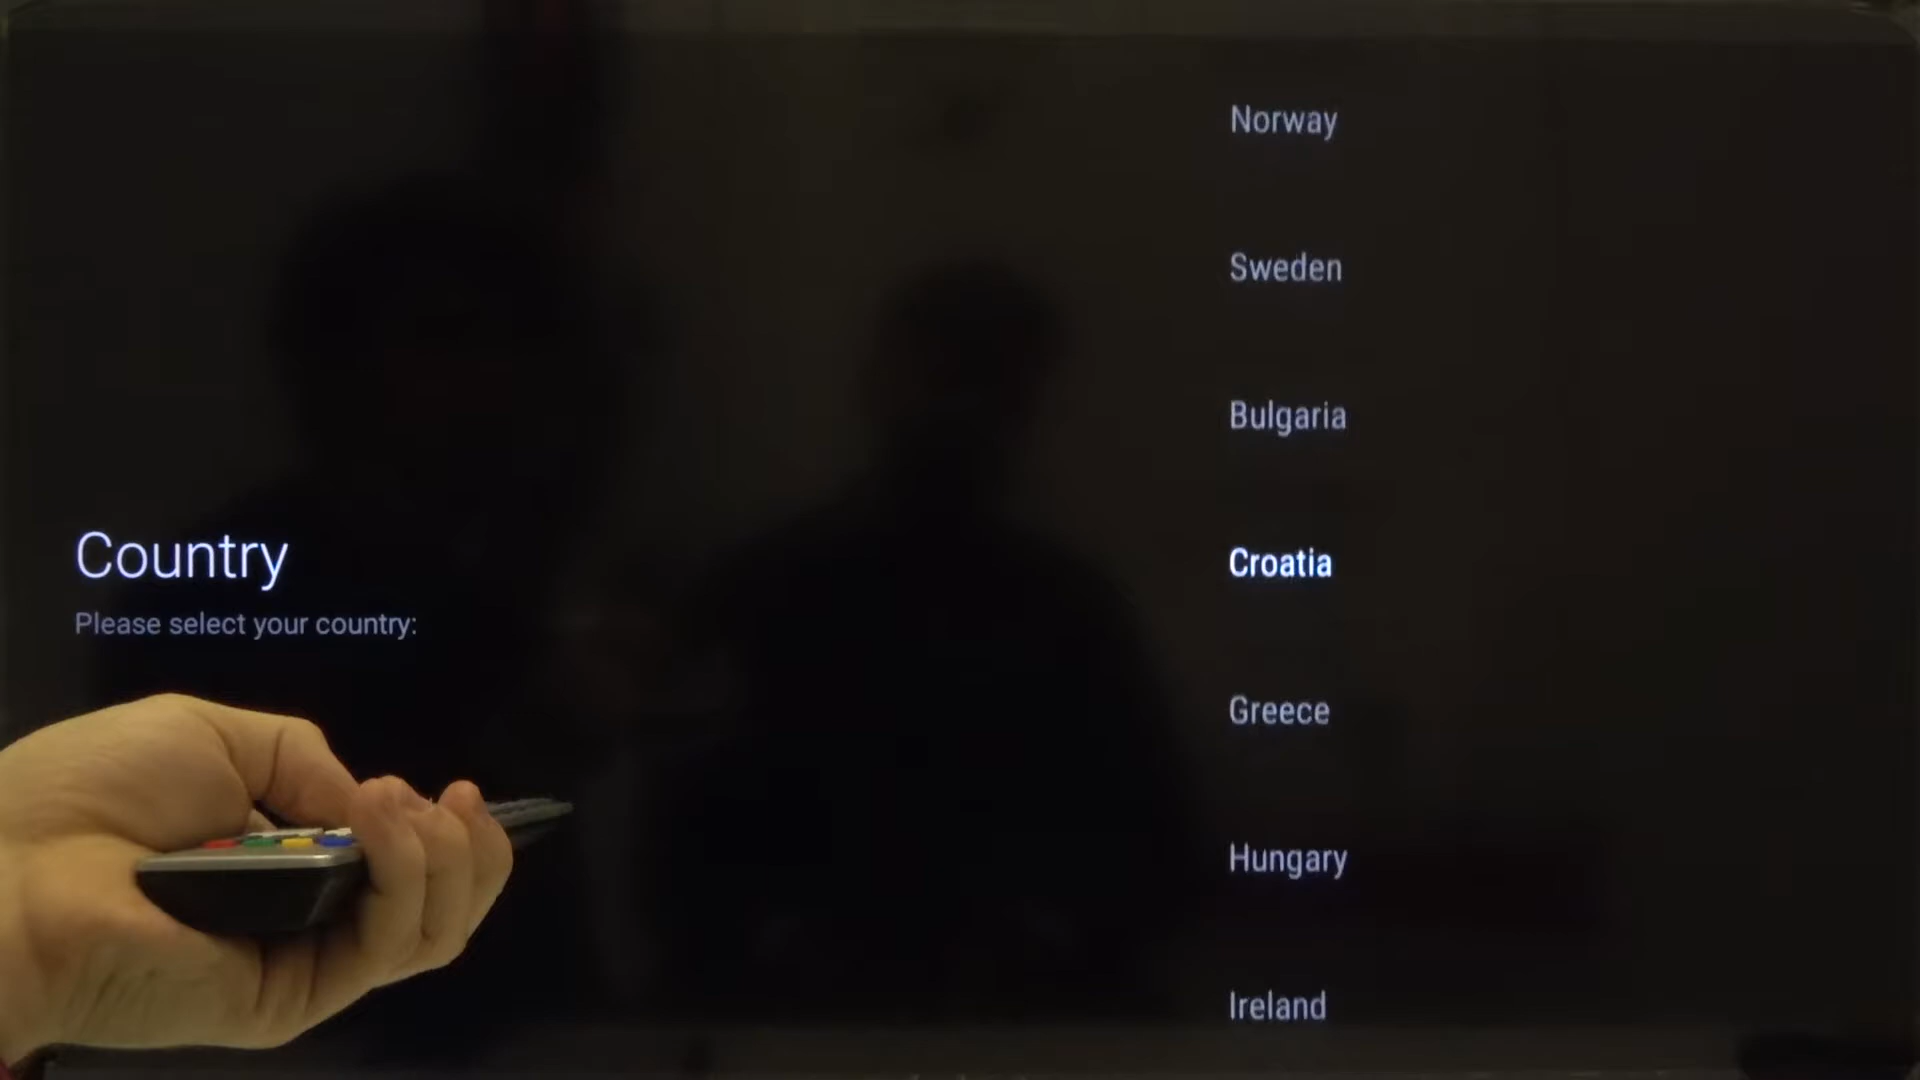 Norway
Sweden
Bulgaria
Country
Croatia
Please select your country:
Greece
Hungary
Ireland